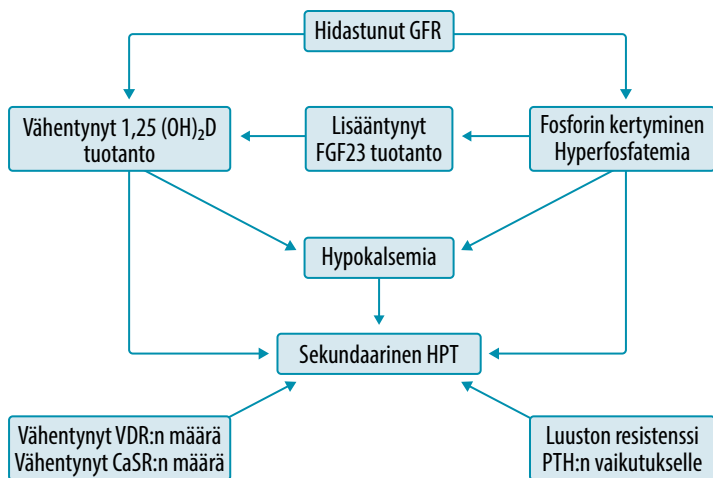 Hidastunut GFR
Vähentynyt 1,25 (OH)₂D
tuotanto
Lisääntynyt
FGF23 tuotanto
Fosforin kertyminen
Hyperfosfatemia
Hypokalsemia
Sekundaarinen HPT
Vähentynyt VDR:n määrä
Vähentynyt CaSR:n määrä
Luuston resistenssi
PTH:n vaikutukselle